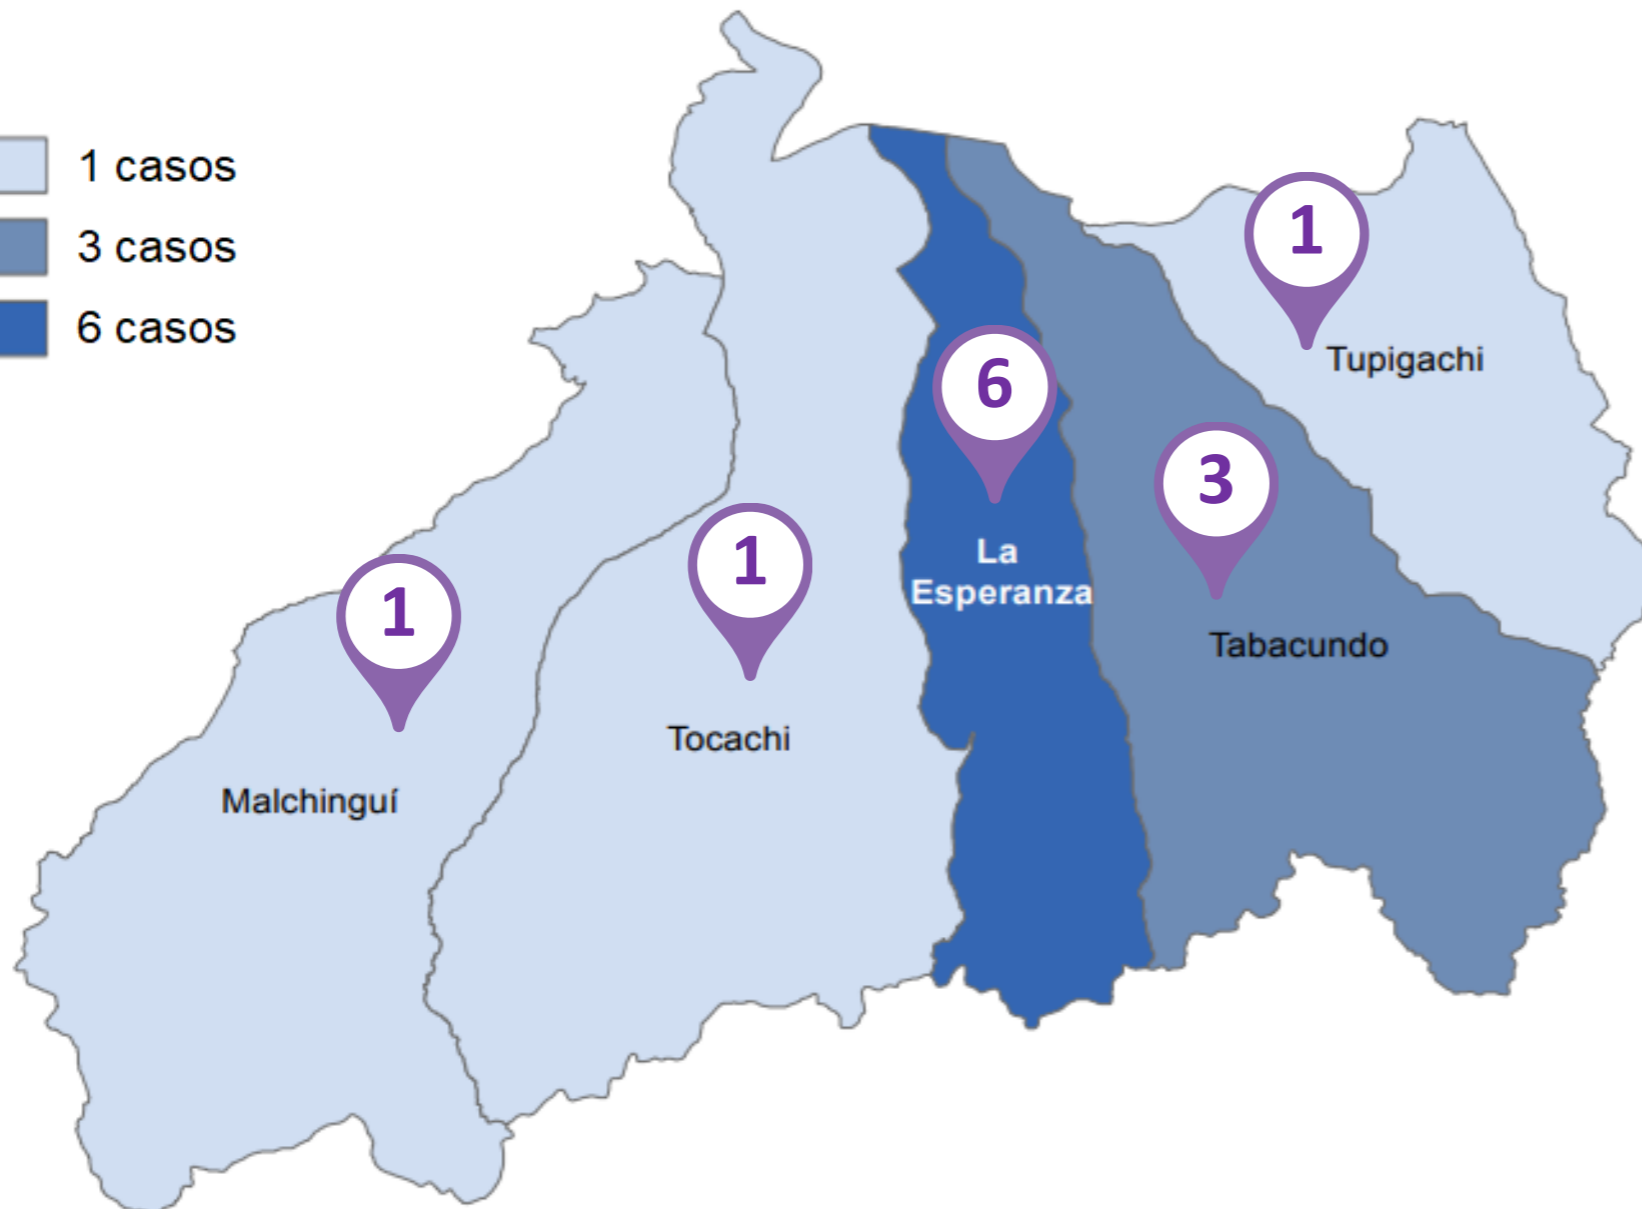 1 casos
3 casos
6 casos
1
Tupigachi
6
3
La
Esperanza
1
Tabacundo
1
Tocachi
Malchinguí